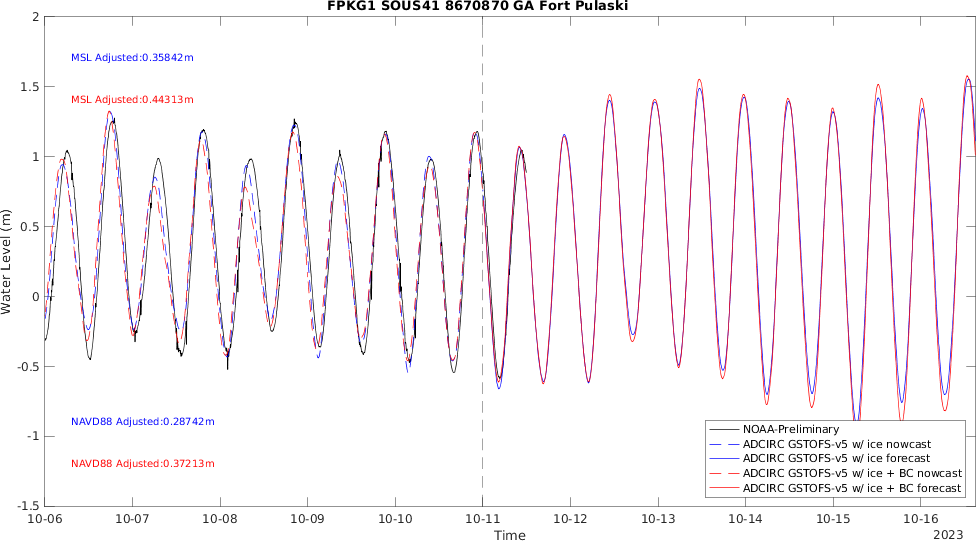 FPKG1 SOUS41 8670870 GA Fort Pulaski
2
1.5
1
0.5
0
-0.5
-1
-1.5
Water Level (m)
MSL Adjusted:0.35842m
MSL Adjusted:0.44313m
NAVD88 Adjusted:0.28742m
NAVD88 Adjusted:0.37213m
NOAA-Preliminary
ADCIRC GSTOFS-v5 w/ ice nowcast
ADCIRC GSTOFS-v5 w/ ice forecast
ADCIRC GSTOFS-v5 w/ ice + BC nowcast
ADCIRC GSTOFS-v5 w/ ice + BC forecast
10-06 10-07 10-08 10-09 10-10 10-11 10-12 10-13 10-14 10-15 10-16
Time
2023